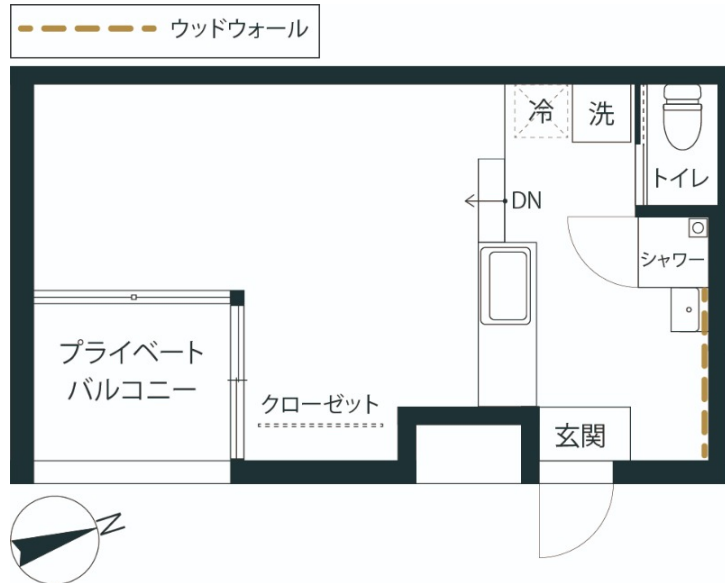 ウッドウォール
冷
洗
トイレ
DN
シャワー
プライベート
バルコニー
クローゼット
玄関
N